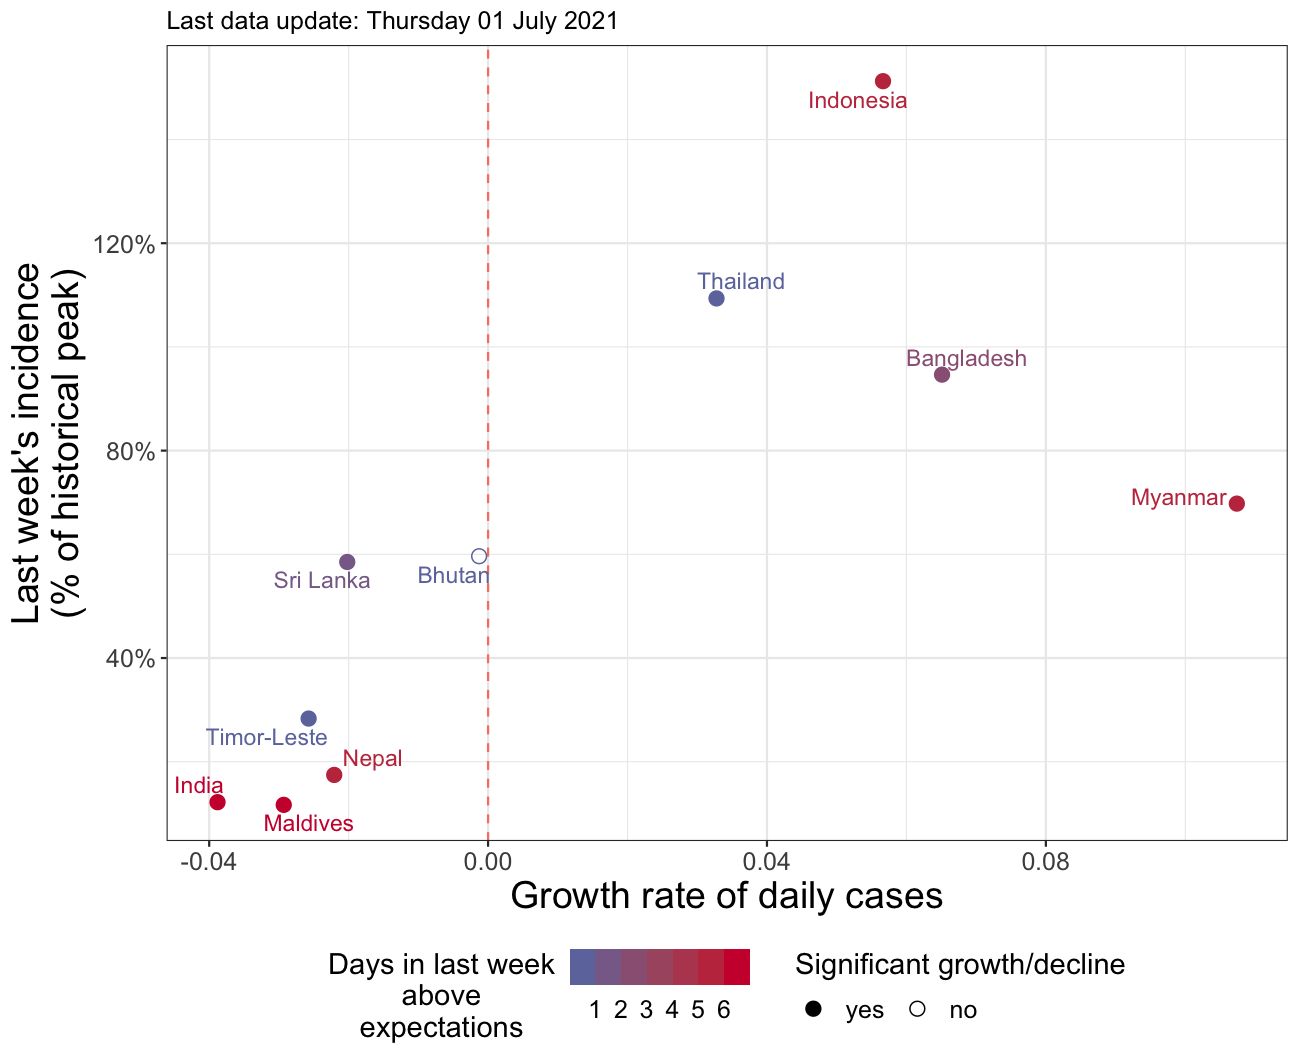 Last data update: Thursday 01 July 2021
Last week's incidence
(% of historical peak)
120%
80%
40%
Indonesia
Thailand
Bangladesh
Myanmar
Sri Lanka
Bhutan
Timor-Leste
Nepal
India
Maldives
-0.04 0.00 0.04 0.08
Growth rate of daily cases
Days in last week
above
expectations
1 2 3 4 5 6
Significant growth/decline
yes no